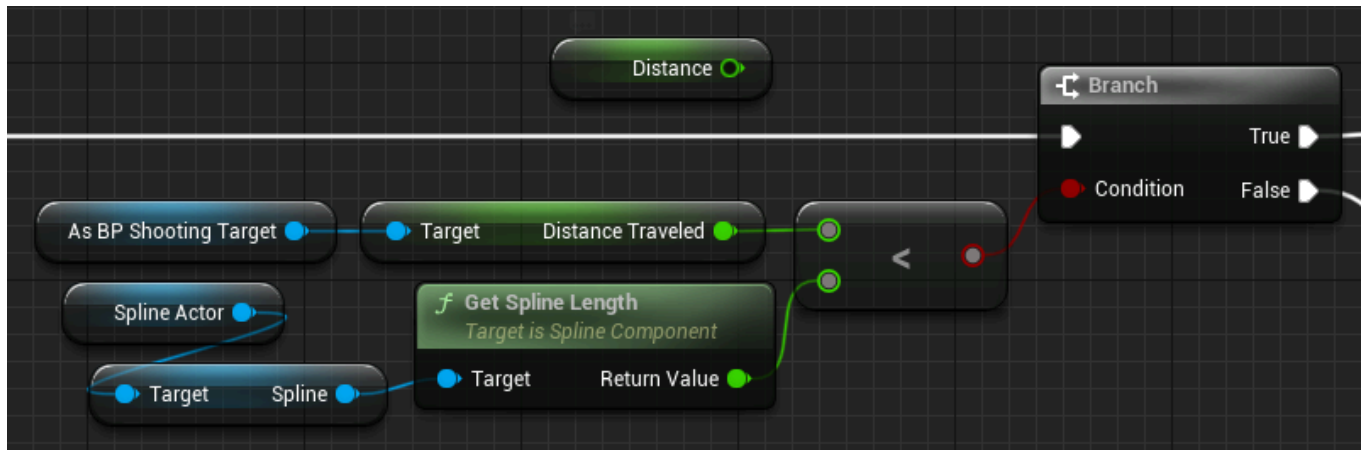 Distance
Branch
True
Condition False
As BP Shooting Target
Target Distance Traveled
<
Spline Actor
f Get Spline Length
Target is Spline Component
Target Return Value
Target Spline